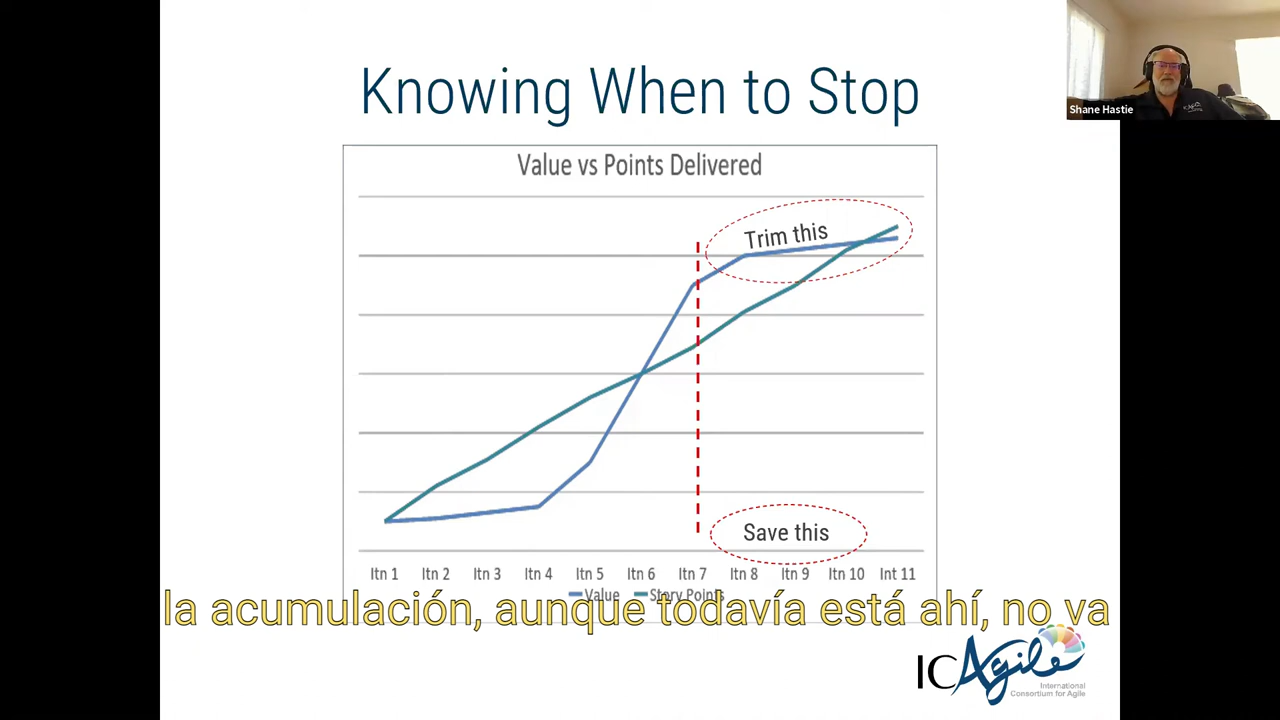 Knowing When to Stop
Shane Hastie
Value vs Points Delivered
Trim this
Save this
Itn 1 Itn 2 Itn 3 Itn 4 Itn 5 Itn 6 Itn 7 Itn 8 Itn 9 Itn 10 Int 11
Value Story Points
la acumulación, aunque todavía está ahí, no va
ICAgile
International
Consortium for Agile